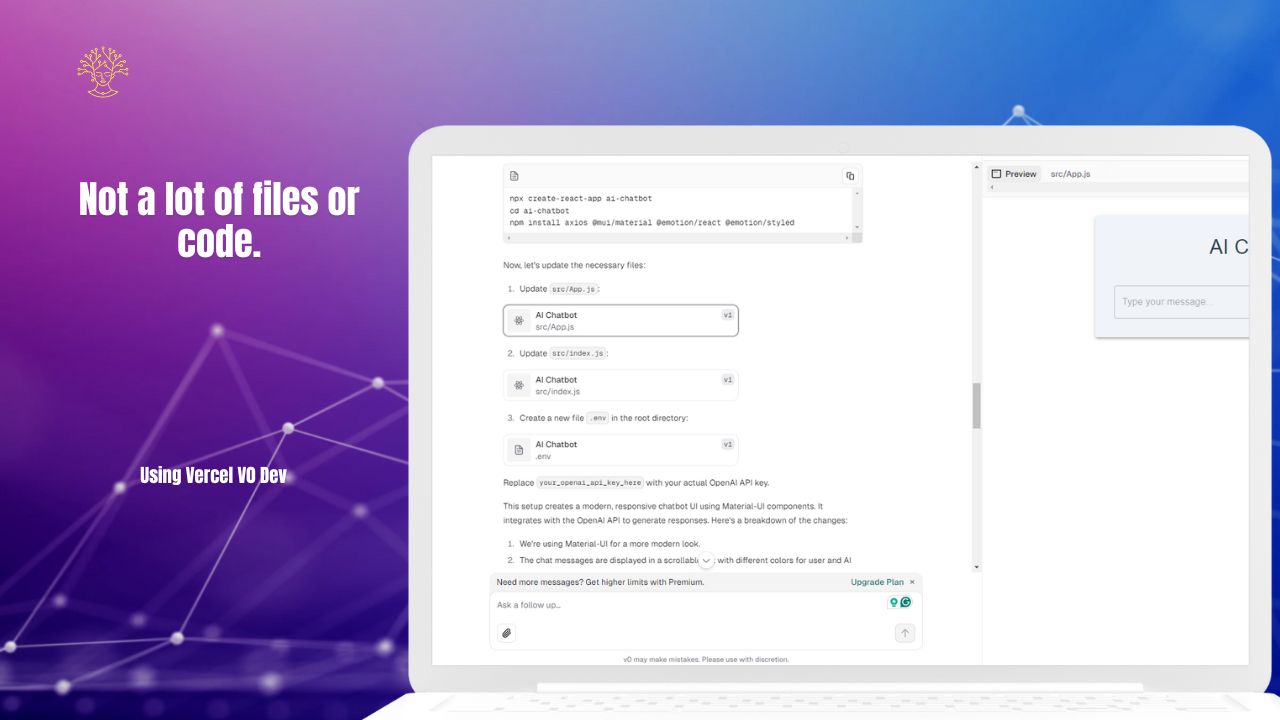 Not a lot of files or
code.
Using Vercel V0 Dev
npx create-react-app ai-chatbot
cd ai-chatbot
npm install axios @mui/material @emotion/react @emotion/styled
Now, let's update the necessary files:
1. Update src/App.js:
AI Chatbot v1
src/App.js
2. Update src/index.js:
AI Chatbot v1
src/index.js
3. Create a new file .env in the root directory:
AI Chatbot v1
.env
Replace your_openai_api_key_here with your actual OpenAI API key.
This setup creates a modern, responsive chatbot UI using Material-UI components. It
integrates with the OpenAI API to generate responses. Here's a breakdown of the changes:
1. We're using Material-UI for a more modern look.
2. The chat messages are displayed in a scrollabl with different colors for user and AI
Need more messages? Get higher limits with Premium. Upgrade Plan ×
Ask a follow up...
v0 may make mistakes. Please use with discretion.
Preview src/App.js
AI C
Type your message...